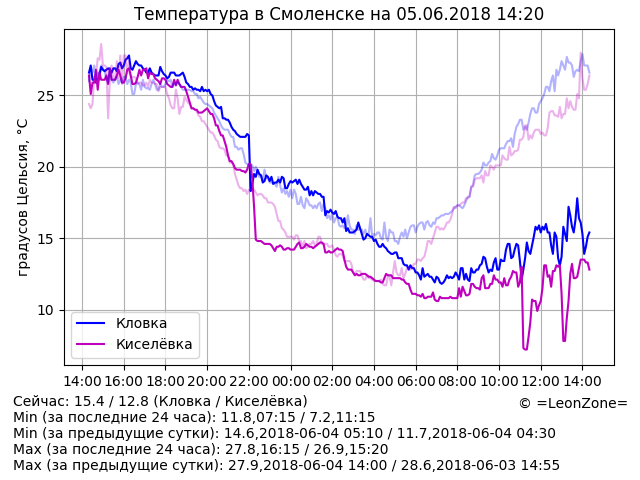 Температура в Смоленске на 05.06.2018 14:20
градусов Цельсия, °C
25
20
15
10
Кловка
Киселёвка
14:00 16:00 18:00 20:00 22:00 00:00 02:00 04:00 06:00 08:00 10:00 12:00 14:00
Сейчас: 15.4 / 12.8 (Кловка / Киселёвка)
© =LeonZone=
Min (за последние 24 часа): 11.8,07:15 / 7.2,11:15
Min (за предыдущие сутки): 14.6,2018-06-04 05:10 / 11.7,2018-06-04 04:30
Max (за последние 24 часа): 27.8,16:15 / 26.9,15:20
Max (за предыдущие сутки): 27.9,2018-06-04 14:00 / 28.6,2018-06-03 14:55